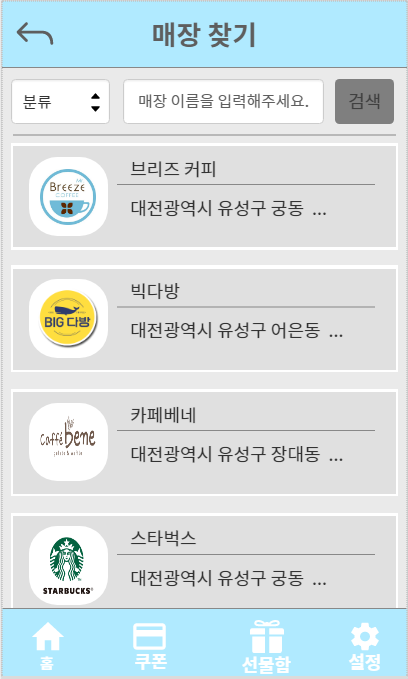 매장 찾기
분류
매장 이름을 입력해주세요.
검색
Breeze
COFFEE
브리즈 커피
대전광역시 유성구 궁동 ...
BIG 다방
빅다방
대전광역시 유성구 어은동 ...
Caffé bene
카페베네
대전광역시 유성구 장대동 ...
STARBUCKS
스타벅스
대전광역시 유성구 궁동 ...
홈
쿠폰
선물함
설정